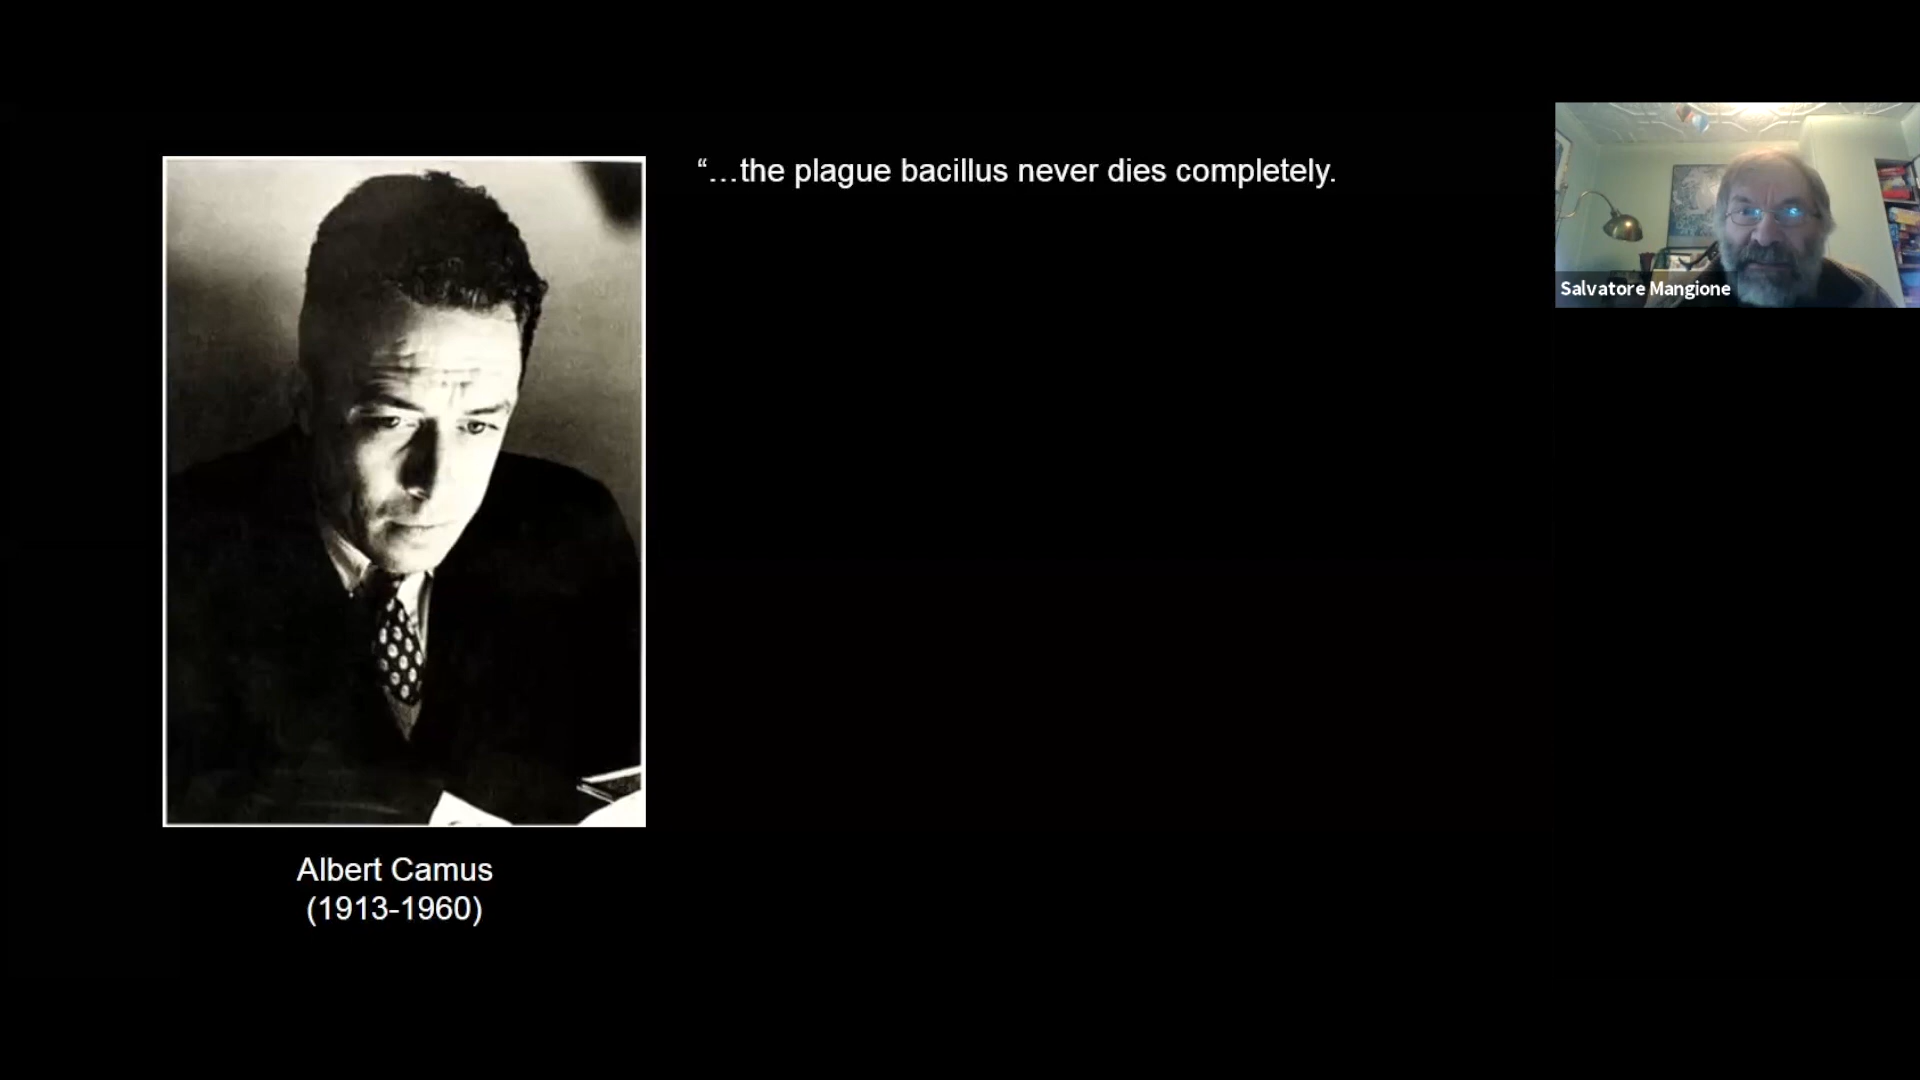 “…the plague bacillus never dies completely.
Salvatore Mangione
Albert Camus
(1913-1960)